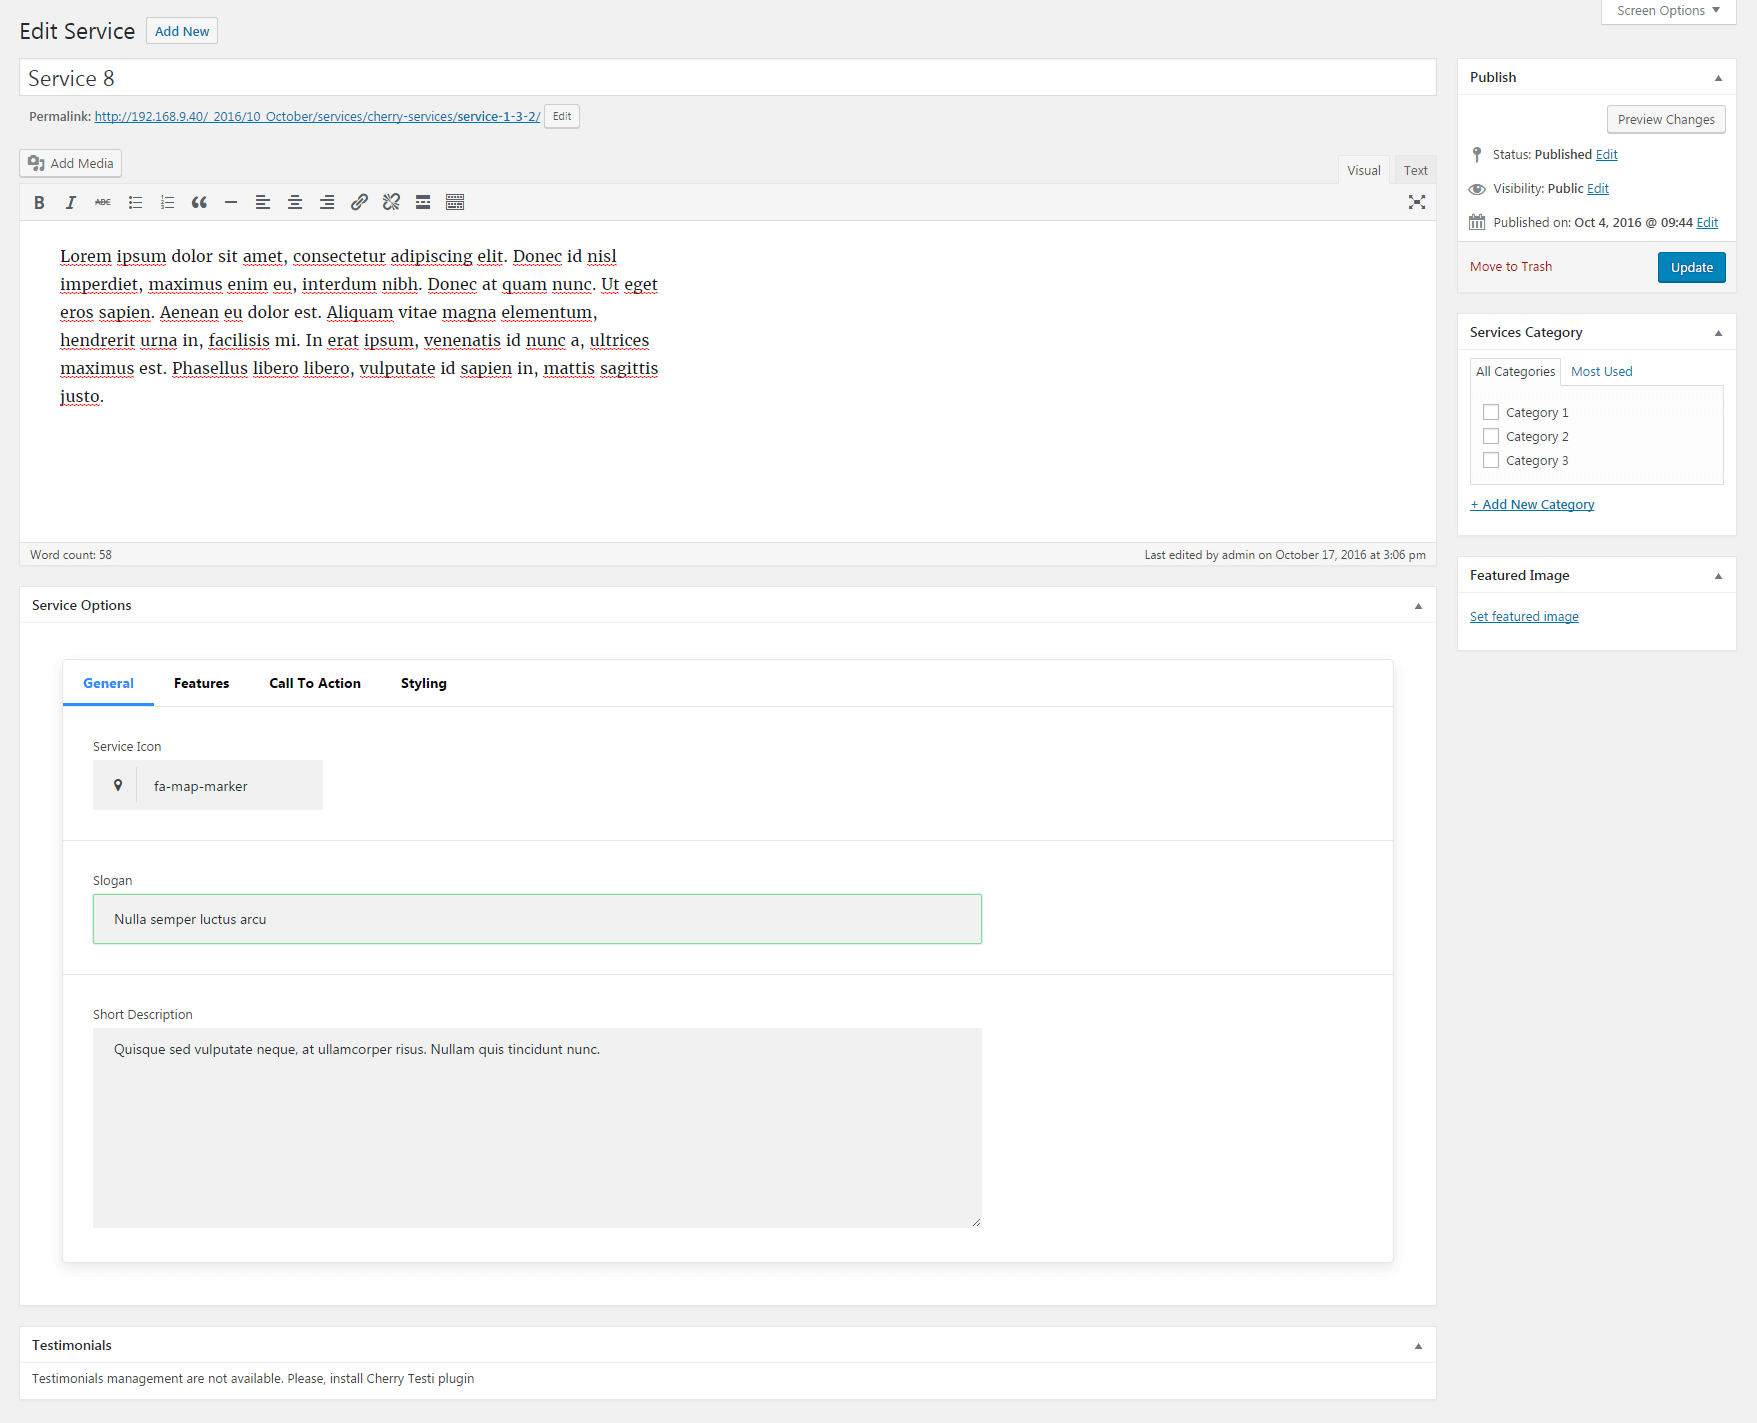 Screen Options
Edit Service Add New
Service 8
Permalink: http://192.168.9.40/_2016/10_October/services/cherry-services/service-1-3-2/ Edit
Add Media
Visual Text
B I ABC
Lorem ipsum dolor sit amet, consectetur adipiscing elit. Donec id nisl
imperdiet, maximus enim eu, interdum nibh. Donec at quam nunc. Ut eget
eros sapien. Aenean eu dolor est. Aliquam vitae magna elementum,
hendrerit urna in, facilisis mi. In erat ipsum, venenatis id nunc a, ultrices
maximus est. Phasellus libero libero, vulputate id sapien in, mattis sagittis
justo.
Word count: 58
Last edited by admin on October 17, 2016 at 3:06 pm
Service Options
General Features Call To Action Styling
Service Icon
fa-map-marker
Slogan
Nulla semper luctus arcu
Short Description
Quisque sed vulputate neque, at ullamcorper risus. Nullam quis tincidunt nunc.
Testimonials
Testimonials management are not available. Please, install Cherry Testi plugin
Publish
Preview Changes
Status: Published Edit
Visibility: Public Edit
Published on: Oct 4, 2016 @ 09:44 Edit
Move to Trash Update
Services Category
All Categories Most Used
Category 1
Category 2
Category 3
+ Add New Category
Featured Image
Set featured image